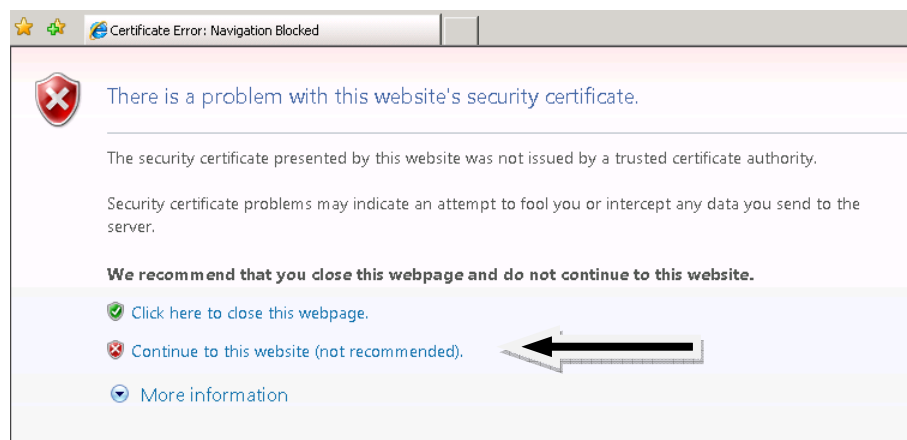 Certificate Error: Navigation Blocked
There is a problem with this website's security certificate.
The security certificate presented by this website was not issued by a trusted certificate authority.
Security certificate problems may indicate an attempt to fool you or intercept any data you send to the
server.
We recommend that you close this webpage and do not continue to this website.
Click here to close this webpage.
Continue to this website (not recommended).
More information